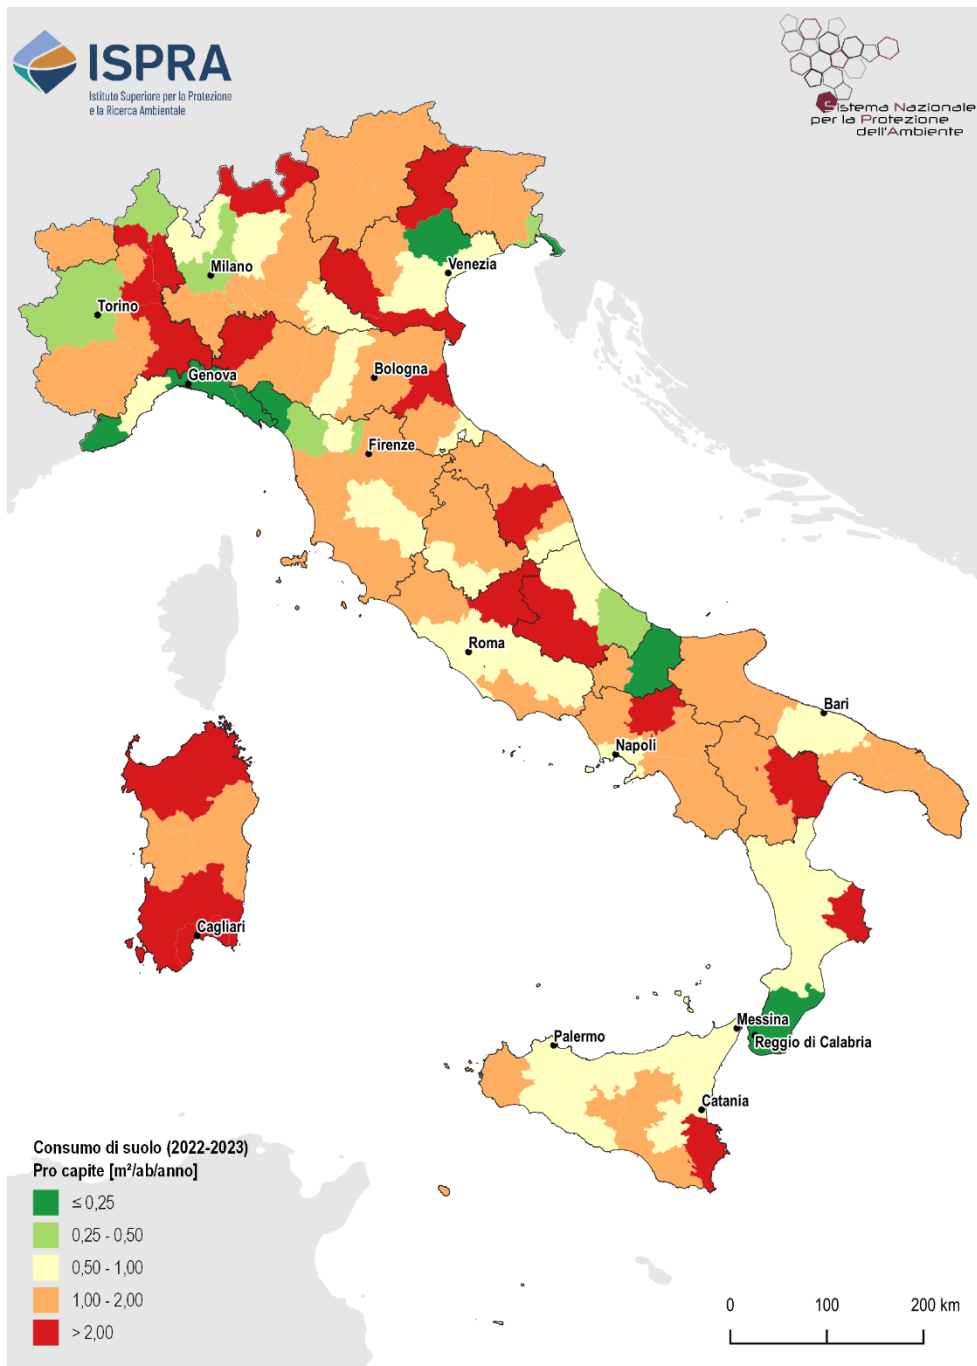 ISPRA
Istituto Superiore per la Protezione
e la Ricerca Ambientale
Sistema Nazionale
per la Protezione
dell'Ambiente
Milano
Venezia
Torino
Genova
Bologna
Firenze
Roma
Bari
Napoli
Cagliari
Messina
Palermo
Reggio di Calabria
Catania
Consumo di suolo (2022-2023)
Pro capite [m²/ab/anno]
≤ 0,25
0,25 - 0,50
0,50 - 1,00
1,00 - 2,00
> 2,00
0 100 200 km